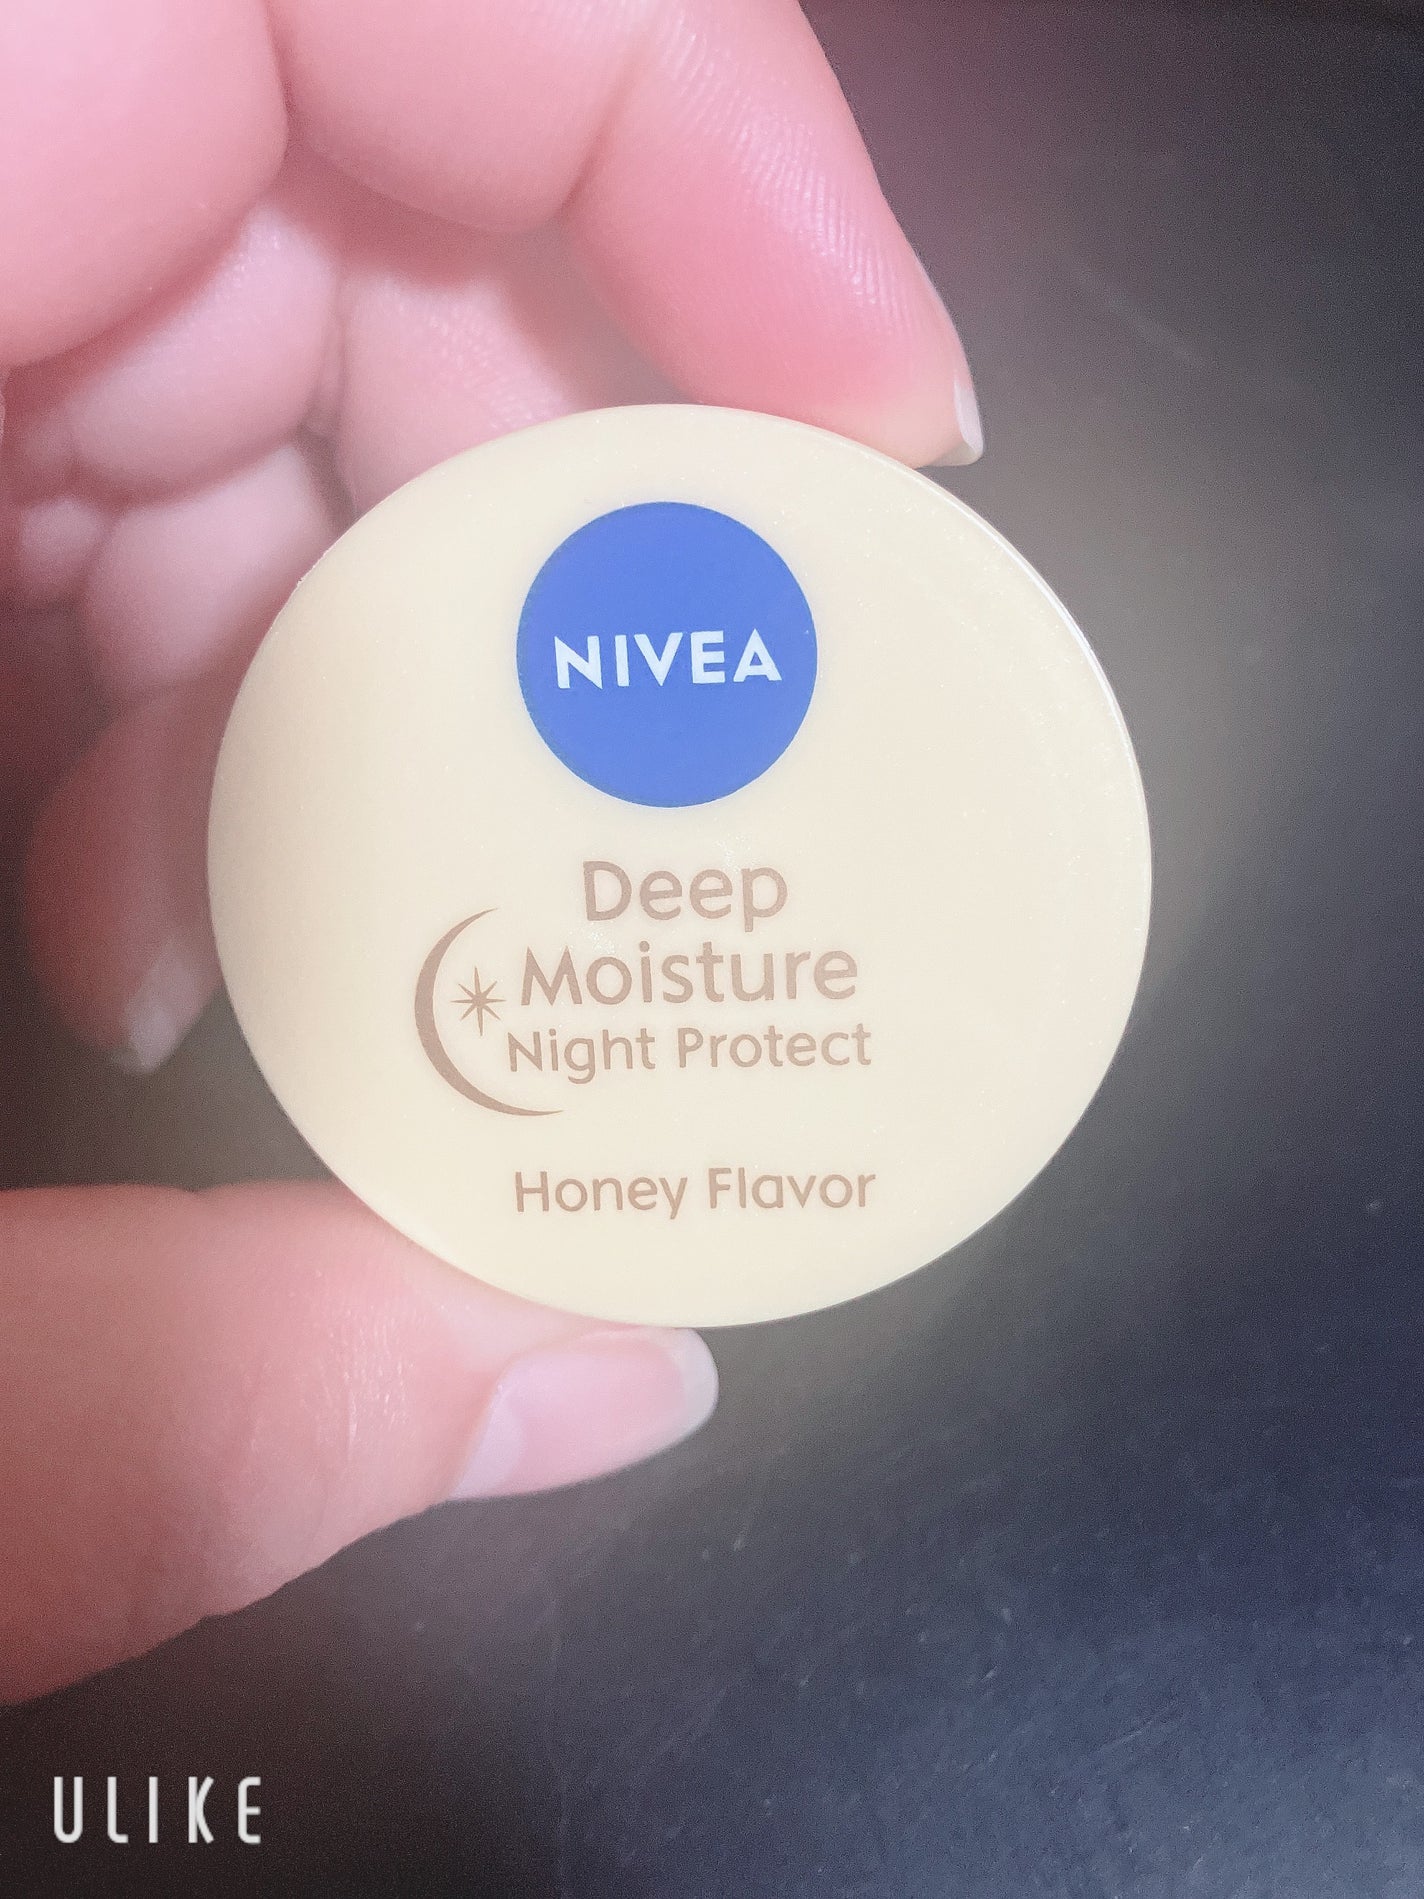 NIVEA
Deep
Moisture
Night Protect
Honey Flavor
ULIKE